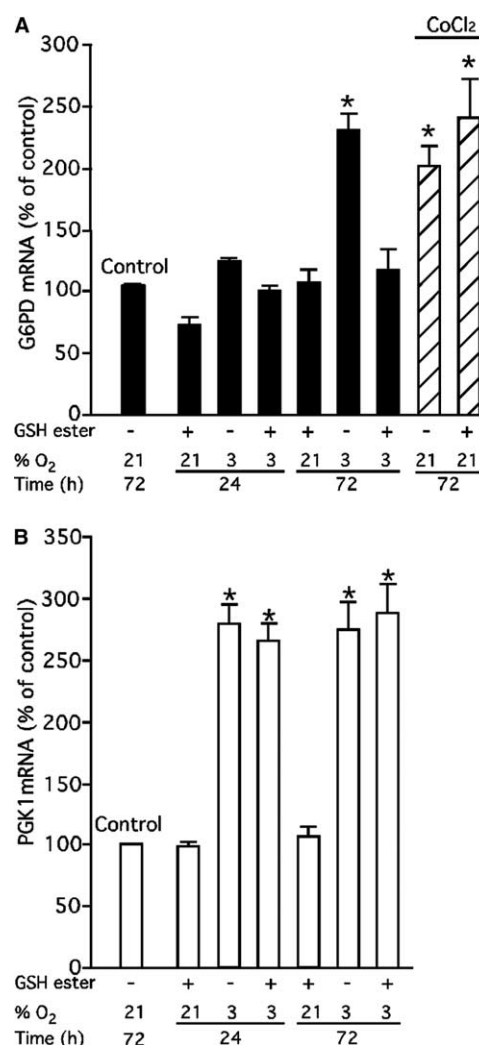 A
CoCl₂
G6PD mRNA (% of control)
300
250
200
150
100
50
0
Control
*
*
*
GSH ester - + - + + - + - +
% O₂ 21 21 3 3 21 3 3 21 21
Time (h) 72 24 72 72
B
PGK1mRNA (% of control)
350
300
250
200
150
100
50
0
Control
*
*
*
*
GSH ester - + - + + - +
% O₂ 21 21 3 3 21 3 3
Time (h) 72 24 72